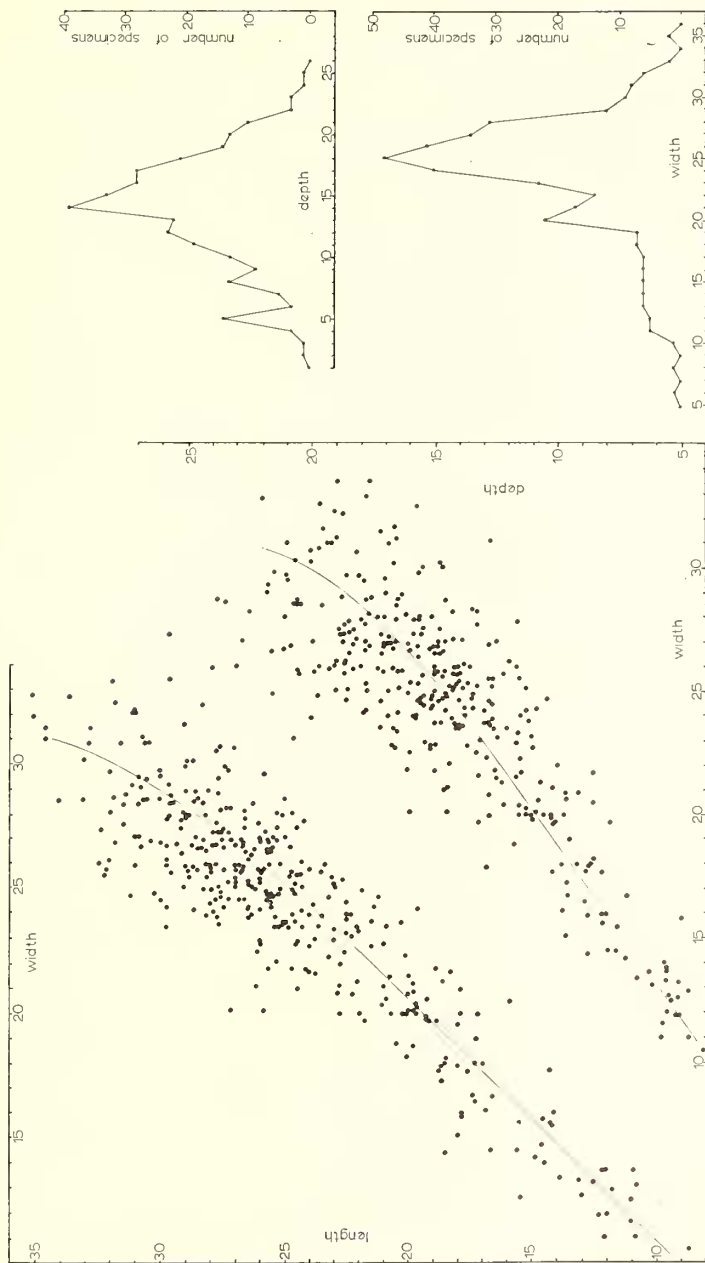 width
15 20 25 30
length
35 30 25 20 15 10
width
10 15 20 25 30
depth
25 20 15 10 5
number of specimens
40 30 20 10 0
depth
5 10 15 20 25
number of specimens
50 40 30 20 10
width
5 10 15 20 25 30 35